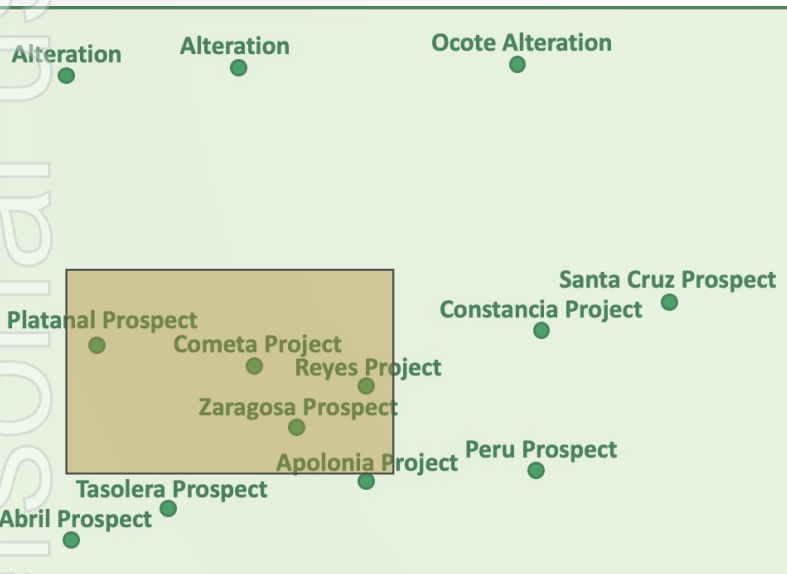 Alteration
Alteration
Ocote Alteration
Santa Cruz Prospect
Constancia Project
Platanal Prospect
Cometa Project
Reyes Project
Zaragosa Prospect
Peru Prospect
Apolonia Project
Tasolera Prospect
Abril Prospect